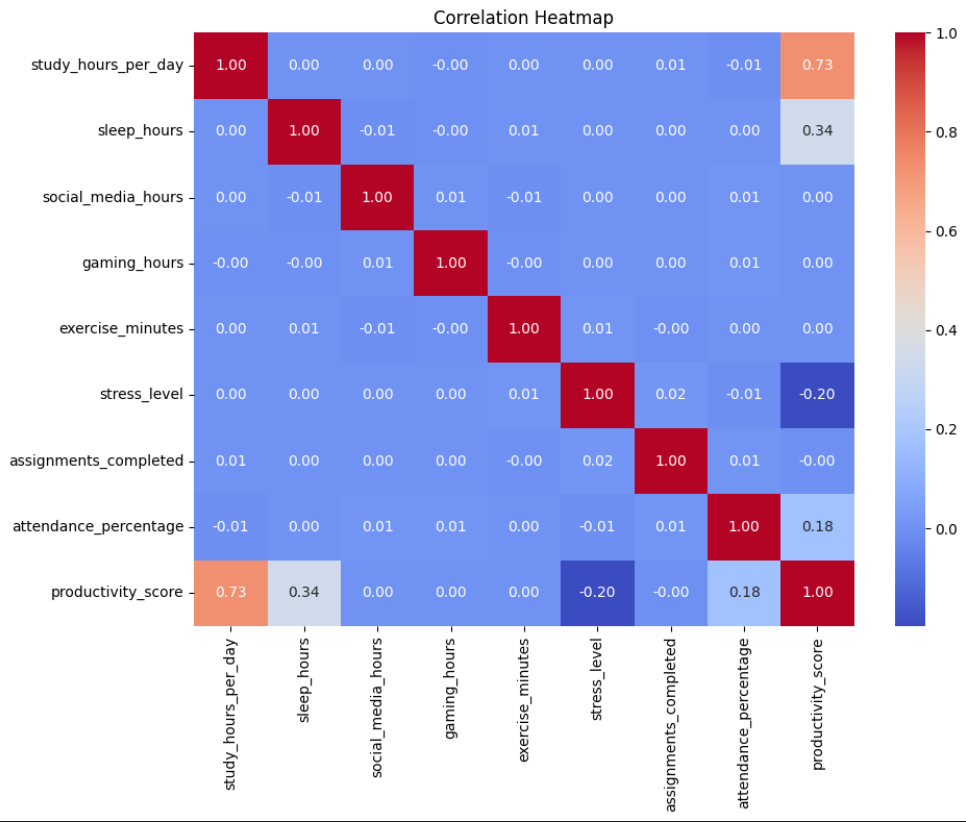 Correlation Heatmap
study_hours_per_day 1.00 0.00 0.00 -0.00 0.00 0.00 0.01 -0.01 0.73
sleep_hours 0.00 1.00 -0.01 -0.00 0.01 0.00 0.00 0.00 0.34
social_media_hours 0.00 -0.01 1.00 0.01 -0.01 0.00 0.00 0.01 0.00
gaming_hours -0.00 -0.00 0.01 1.00 -0.00 0.00 0.00 0.01 0.00
exercise_minutes 0.00 0.01 -0.01 -0.00 1.00 0.01 -0.00 0.00 0.00
stress_level 0.00 0.00 0.00 0.00 0.01 1.00 0.02 -0.01 -0.20
assignments_completed 0.01 0.00 0.00 0.00 -0.00 0.02 1.00 0.01 -0.00
attendance_percentage -0.01 0.00 0.01 0.01 0.00 -0.01 0.01 1.00 0.18
productivity_score 0.73 0.34 0.00 0.00 0.00 -0.20 -0.00 0.18 1.00
study_hours_per_day
sleep_hours
social_media_hours
gaming_hours
exercise_minutes
stress_level
assignments_completed
attendance_percentage
productivity_score
1.0
0.8
0.6
0.4
0.2
0.0